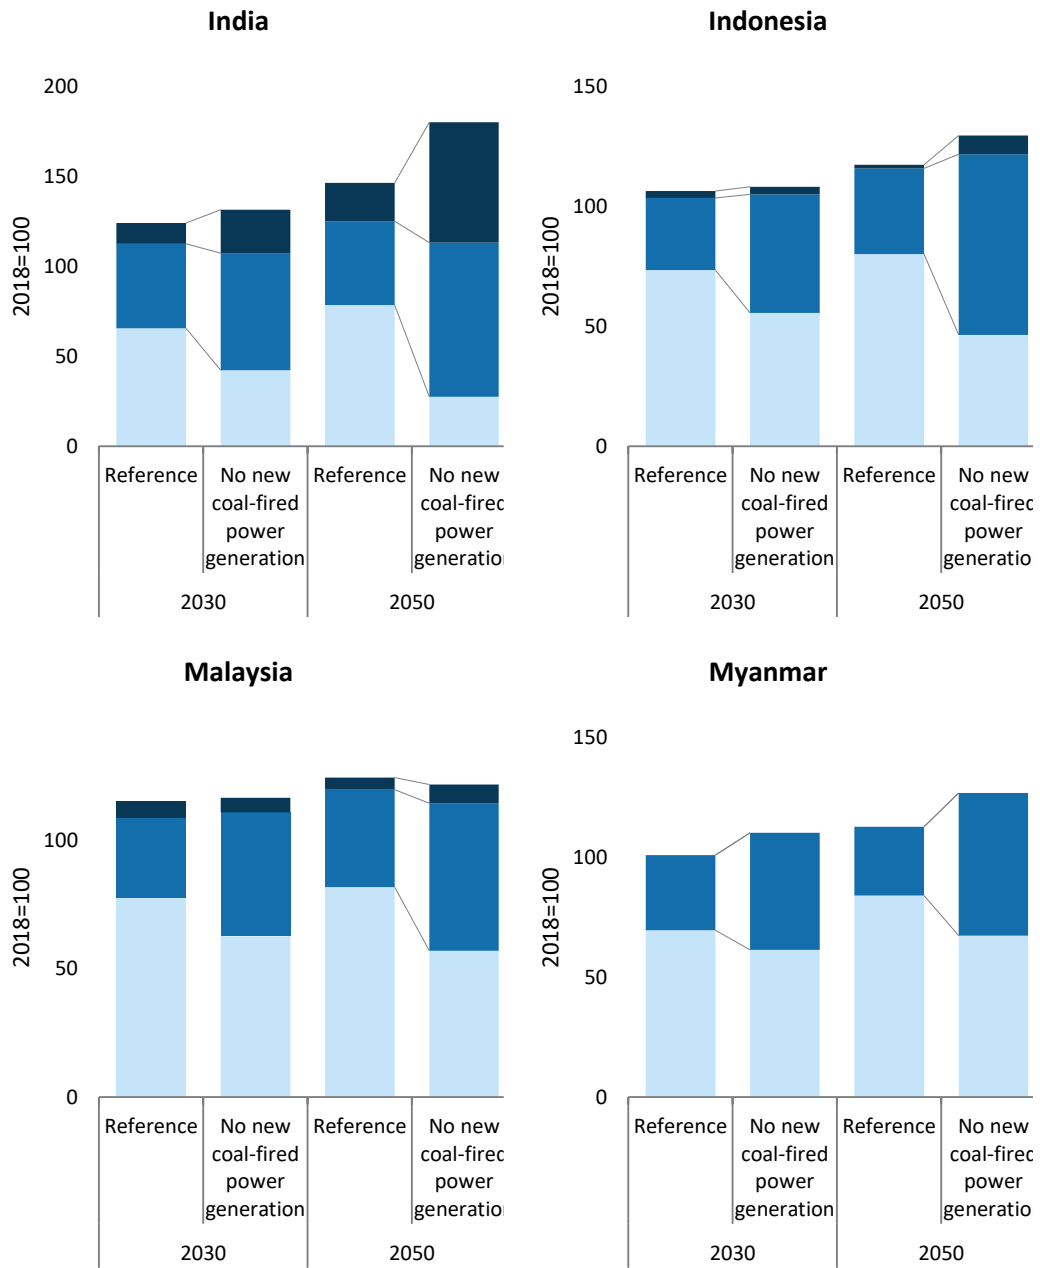 India
200
150
100
50
0
2018=100
Reference
No new
coal-fired
power
generation
Reference
No new
coal-fired
power
generatio
2030
2050
Indonesia
150
100
50
0
2018=100
Reference
No new
coal-fired
power
generation
Reference
No new
coal-fired
power
generatio
2030
2050
Malaysia
100
50
0
2018=100
Reference
No new
coal-fired
power
generation
Reference
No new
coal-fired
power
generatio
2030
2050
Myanmar
150
100
50
0
2018=100
Reference
No new
coal-fired
power
generation
Reference
No new
coal-fired
power
generatio
2030
2050